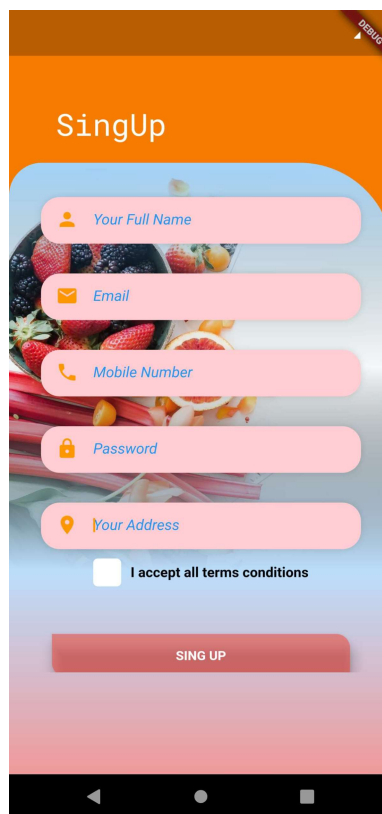 DEBUG
SingUp
Your Full Name
Email
Mobile Number
Password
Your Address
I accept all terms conditions
SING UP